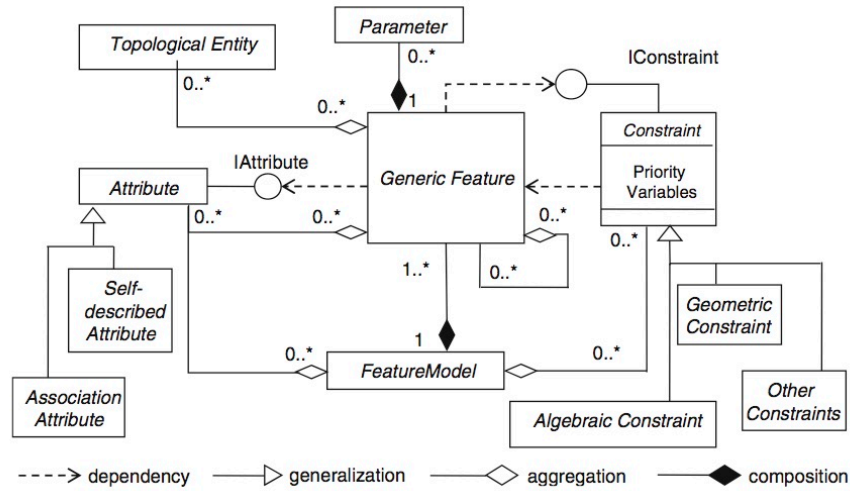 Parameter
Topological Entity
0..*
IConstraint
0..*
1
0..*
Constraint
IAttribute
Generic Feature
Priority
Variables
Attribute
0..*
0..*
0..*
0..*
1..*
0..*
Self-
described
Attribute
Geometric
Constraint
1
0..*
0..*
FeatureModel
Association
Attribute
Other
Constraints
Algebraic Constraint
dependency
generalization
aggregation
composition